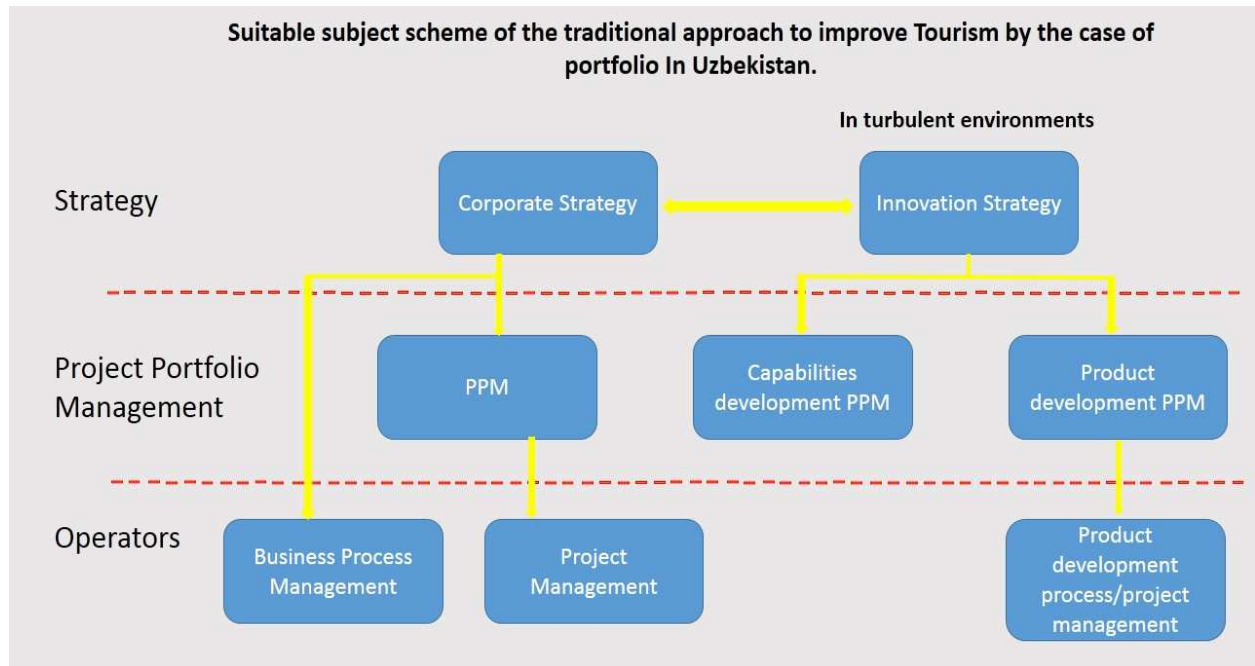 Suitable subject scheme of the traditional approach to improve Tourism by the case of
portfolio In Uzbekistan.
In turbulent environments
Strategy
Corporate Strategy
Innovation Strategy
Project Portfolio
Management
PPM
Capabilities
development PPM
Product
development PPM
Operators
Business Process
Management
Project
Management
Product
development
process/project
management